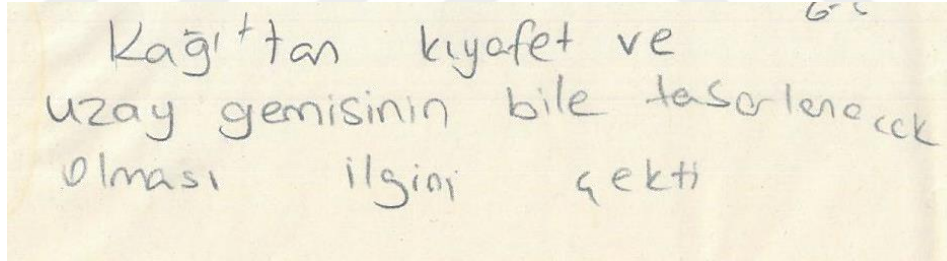 Kağıttan kıyafet ve
uzay gemisinin bile tasarlanacak
olması ilgimi çekti